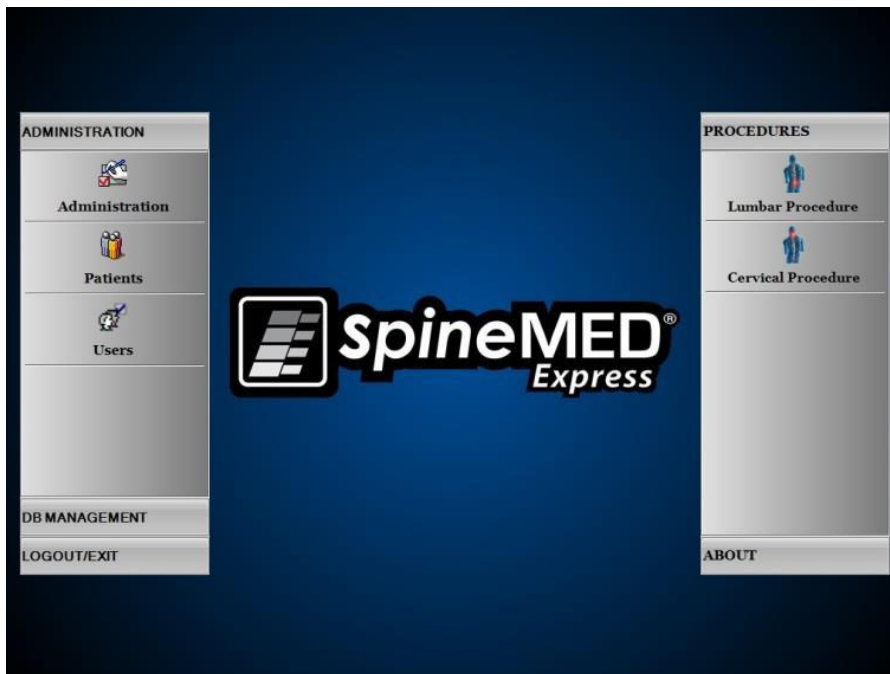 ADMINISTRATION
Administration
Patients
Users
DB MANAGEMENT
LOGOUT/EXIT
SpineMED®
Express
PROCEDURES
Lumbar Procedure
Cervical Procedure
ABOUT